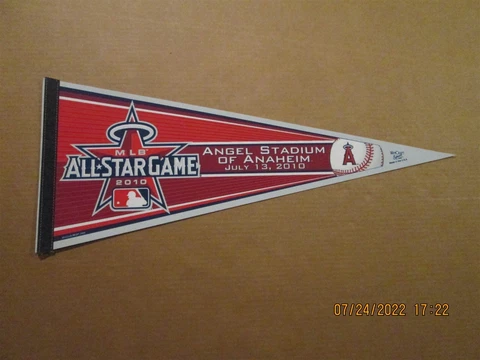 MLB
ALL-STAR GAME
2010
ANGEL STADIUM
OF ANAHEIM
JULY 13, 2010
A
07/24/2022 17:22